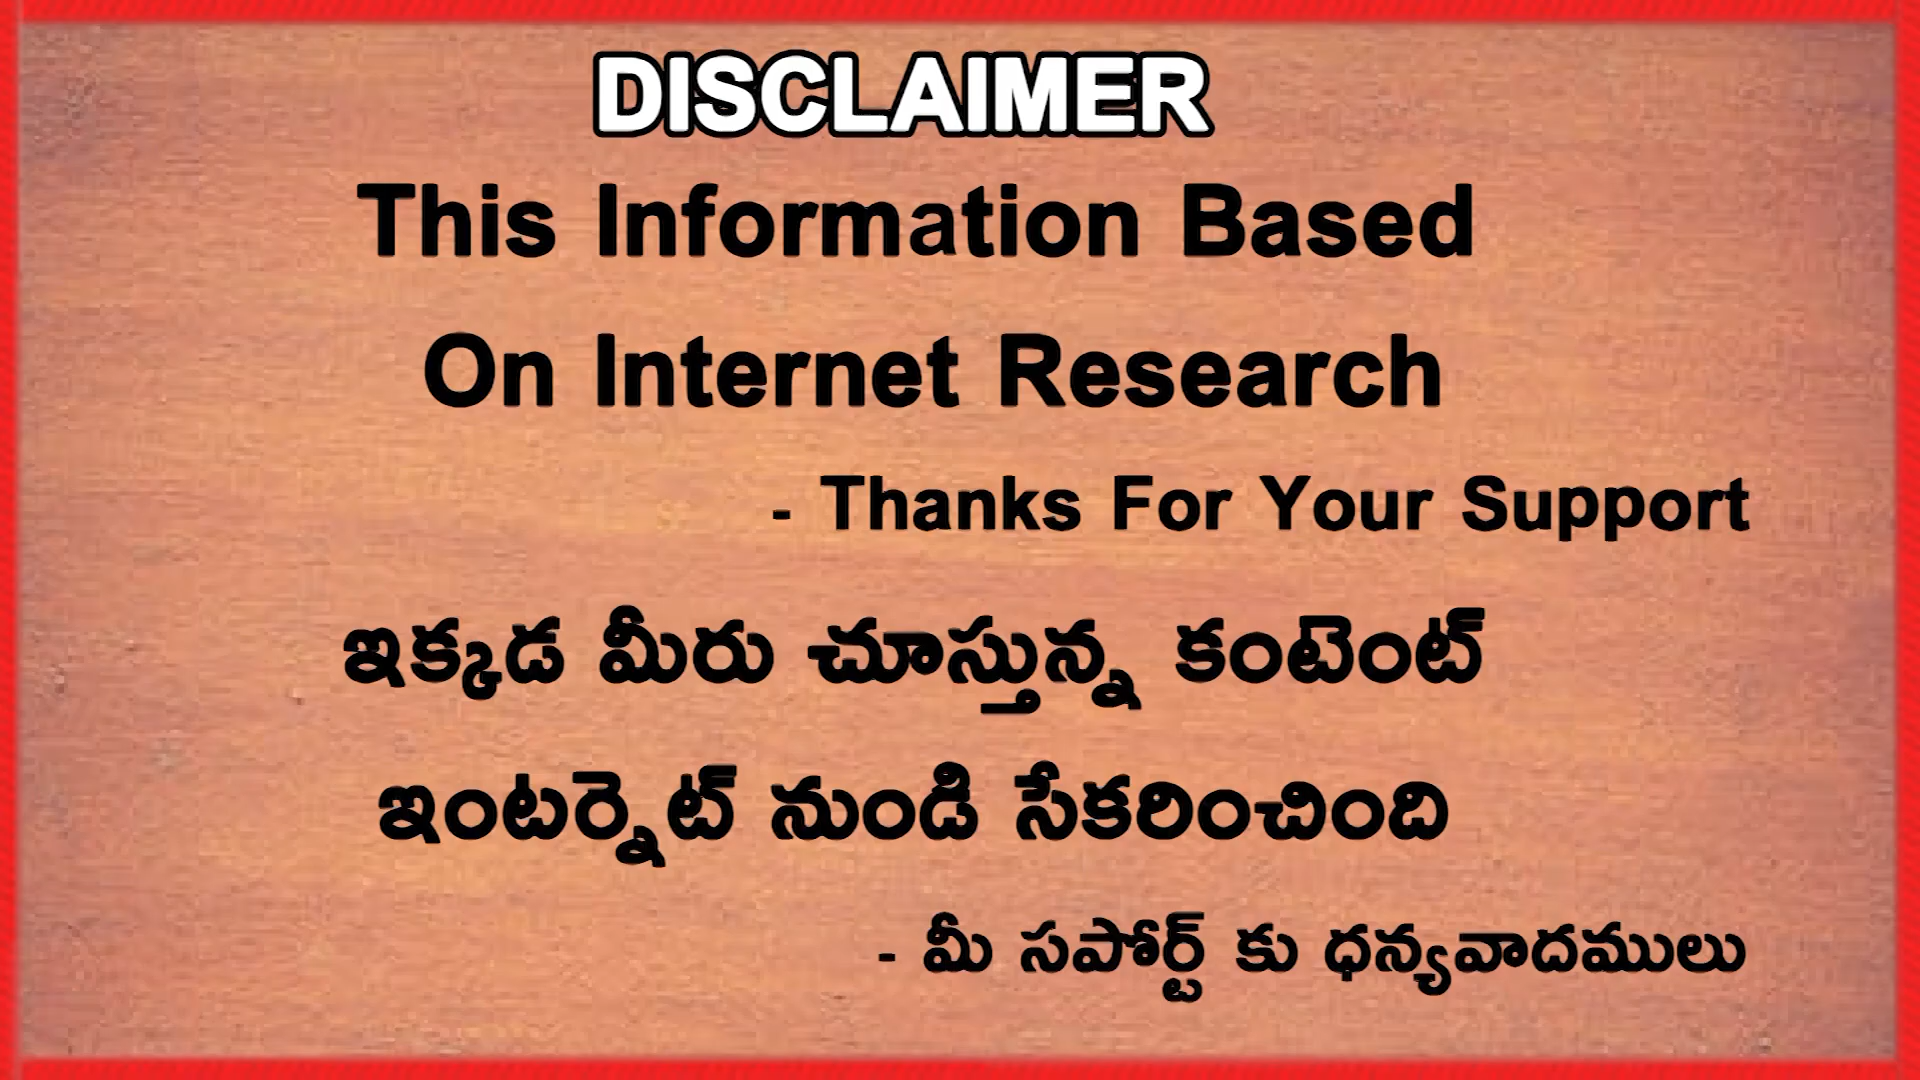 DISCLAIMER
This Information Based
On Internet Research
- Thanks For Your Support
ఇక్కడ మీరు చూస్తున్న కంటెంట్
ఇంటర్నెట్ నుండి సేకరించింది
- మీ సపోర్ట్ కు ధన్యవాదములు